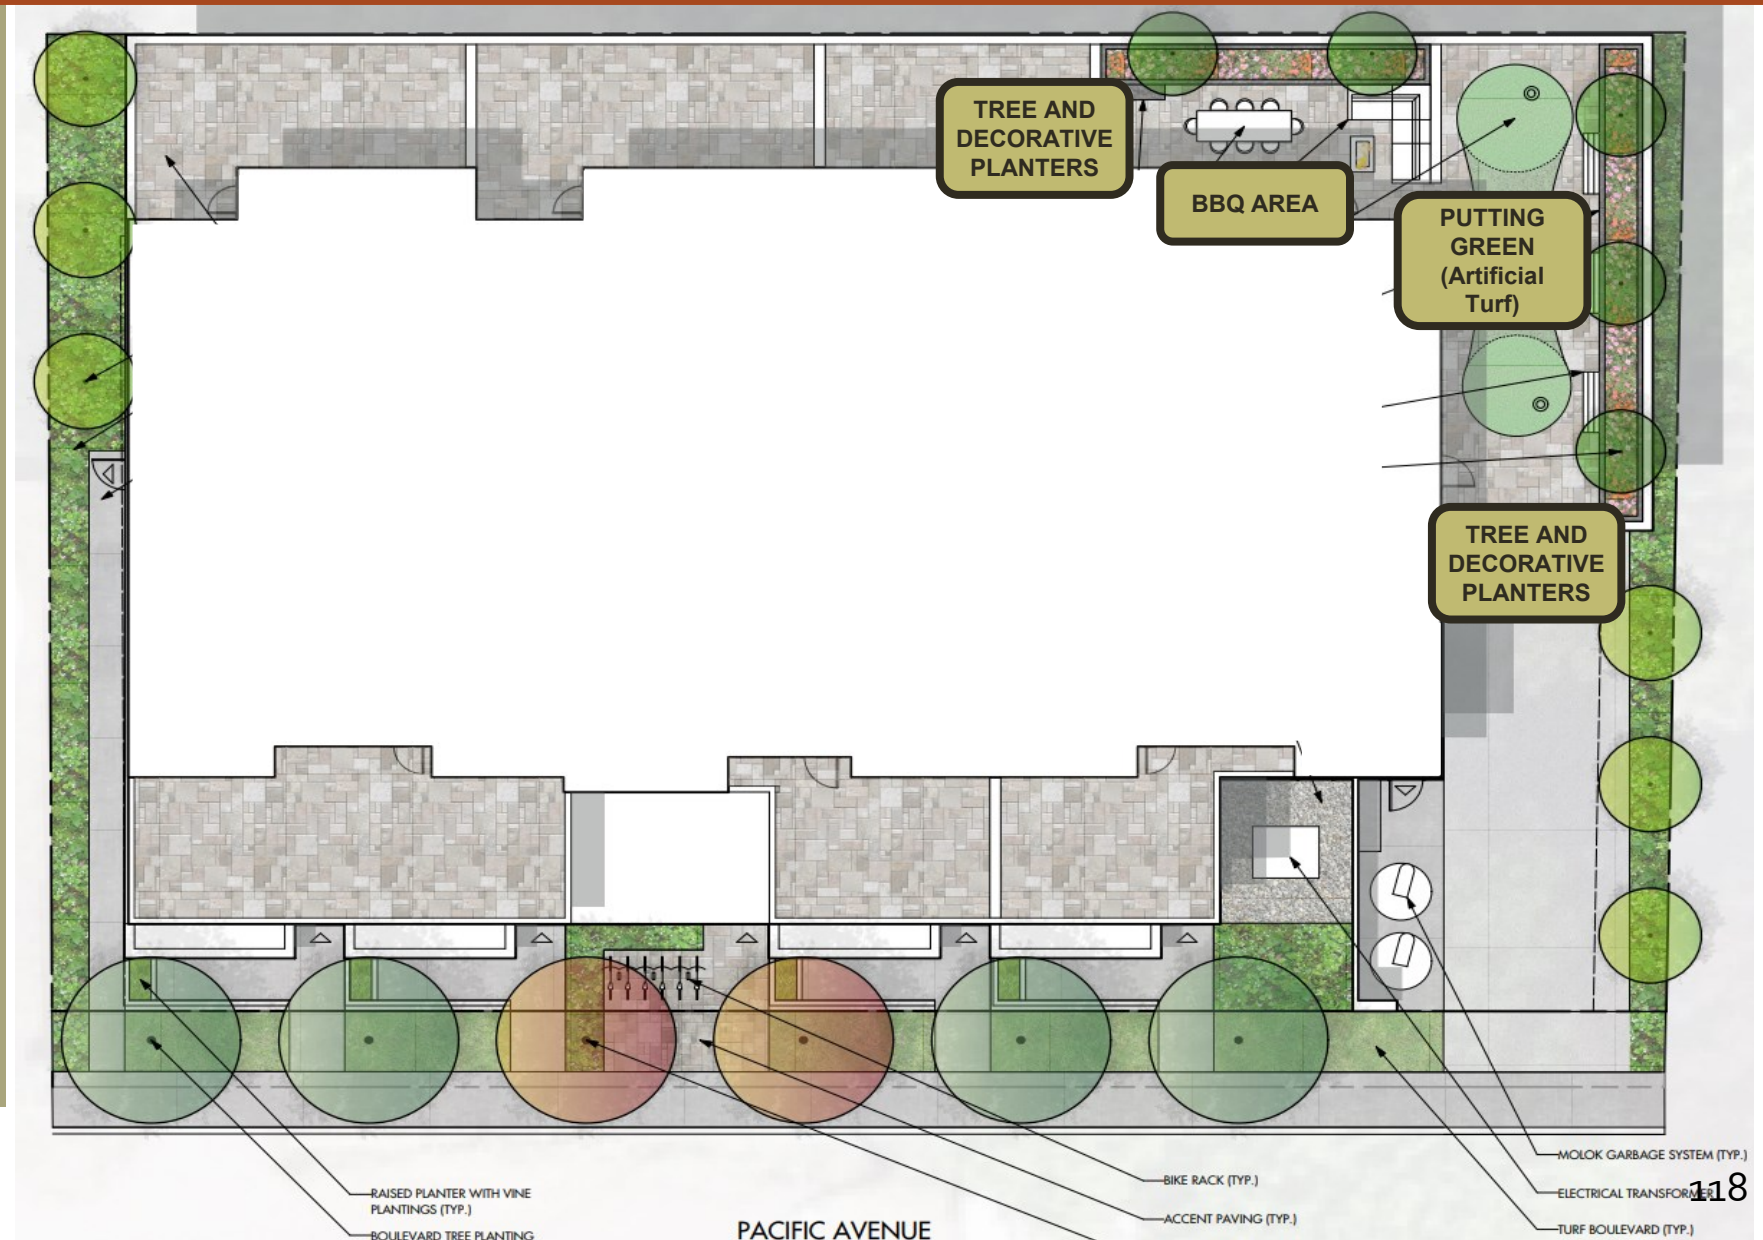 TREE AND
DECORATIVE
PLANTERS
BBQ AREA
PUTTING
GREEN
(Artificial
Turf)
TREE AND
DECORATIVE
PLANTERS
RAISED PLANTER WITH VINE
PLANTINGS (TYP.)
BOULEVARD TREE PLANTING
PACIFIC AVENUE
BIKE RACK (TYP.)
ACCENT PAVING (TYP.)
MOLOK GARBAGE SYSTEM (TYP.)
ELECTRICAL TRANSFORMER
TURF BOULEVARD (TYP.)
118